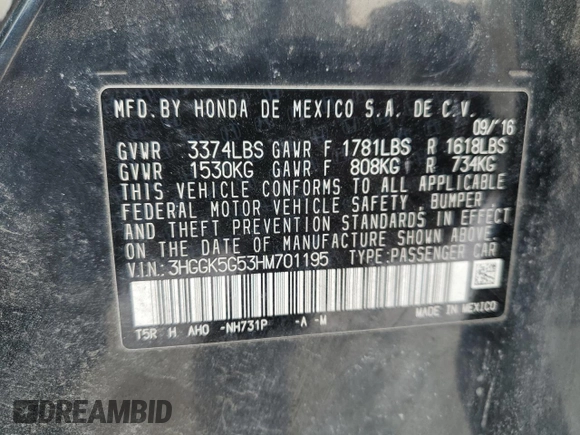 MFD. BY HONDA DE MEXICO S.A. DE C.V.
09/'16
GVWR 3374LBS GAWR F 1781LBS R 1618LBS
GVWR 1530KG GAWR F 808KG R 734KG
THIS VEHICLE CONFORMS TO ALL APPLICABLE
FEDERAL MOTOR VEHICLE SAFETY, BUMPER
AND THEFT PREVENTION STANDARDS IN EFFECT
ON THE DATE OF MANUFACTURE SHOWN ABOVE.
V.I.N.: 3HGGK5G53HM701195 TYPE: PASSENGER CAR
T5R H AHO -NH731P -A -M
MADE IN MEXICO
DREAMBID